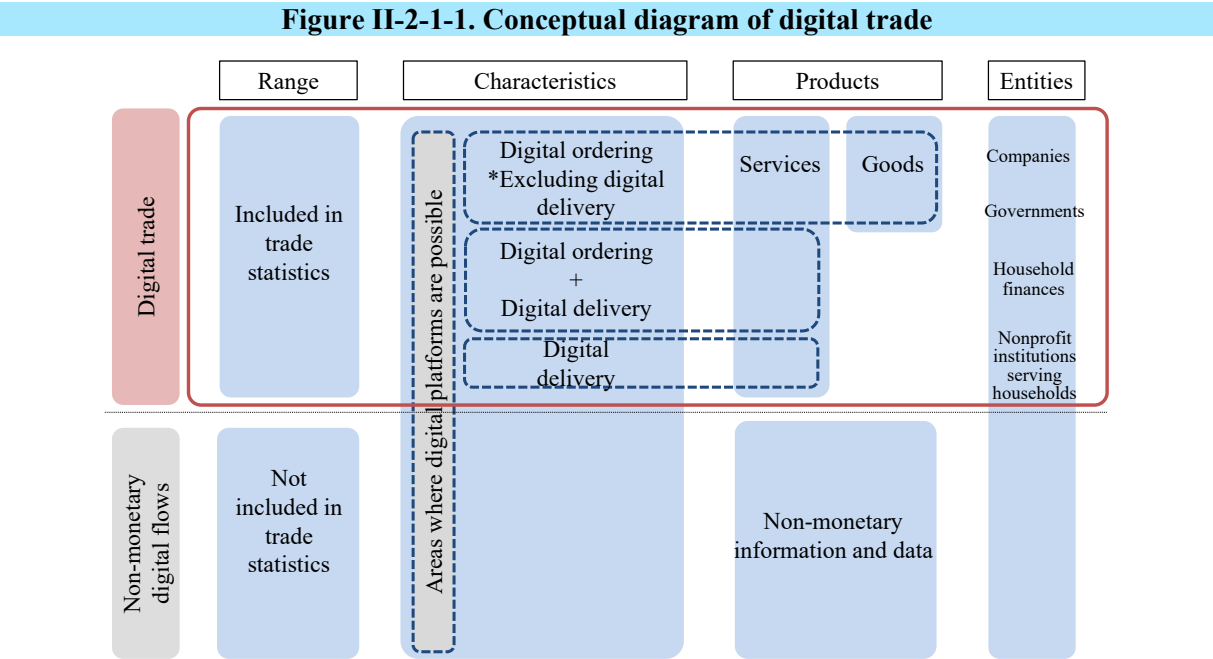 Figure II-2-1-1. Conceptual diagram of digital trade
Range
Characteristics
Products
Entities
Digital trade
Included in
trade
statistics
Areas where digital platforms are possible
Digital ordering
*Excluding digital
delivery
Digital ordering
+
Digital delivery
Digital
delivery
Services
Goods
Companies
Governments
Household
finances
Nonprofit
institutions
serving
households
Non-monetary
digital flows
Not
included in
trade
statistics
Non-monetary
information and data